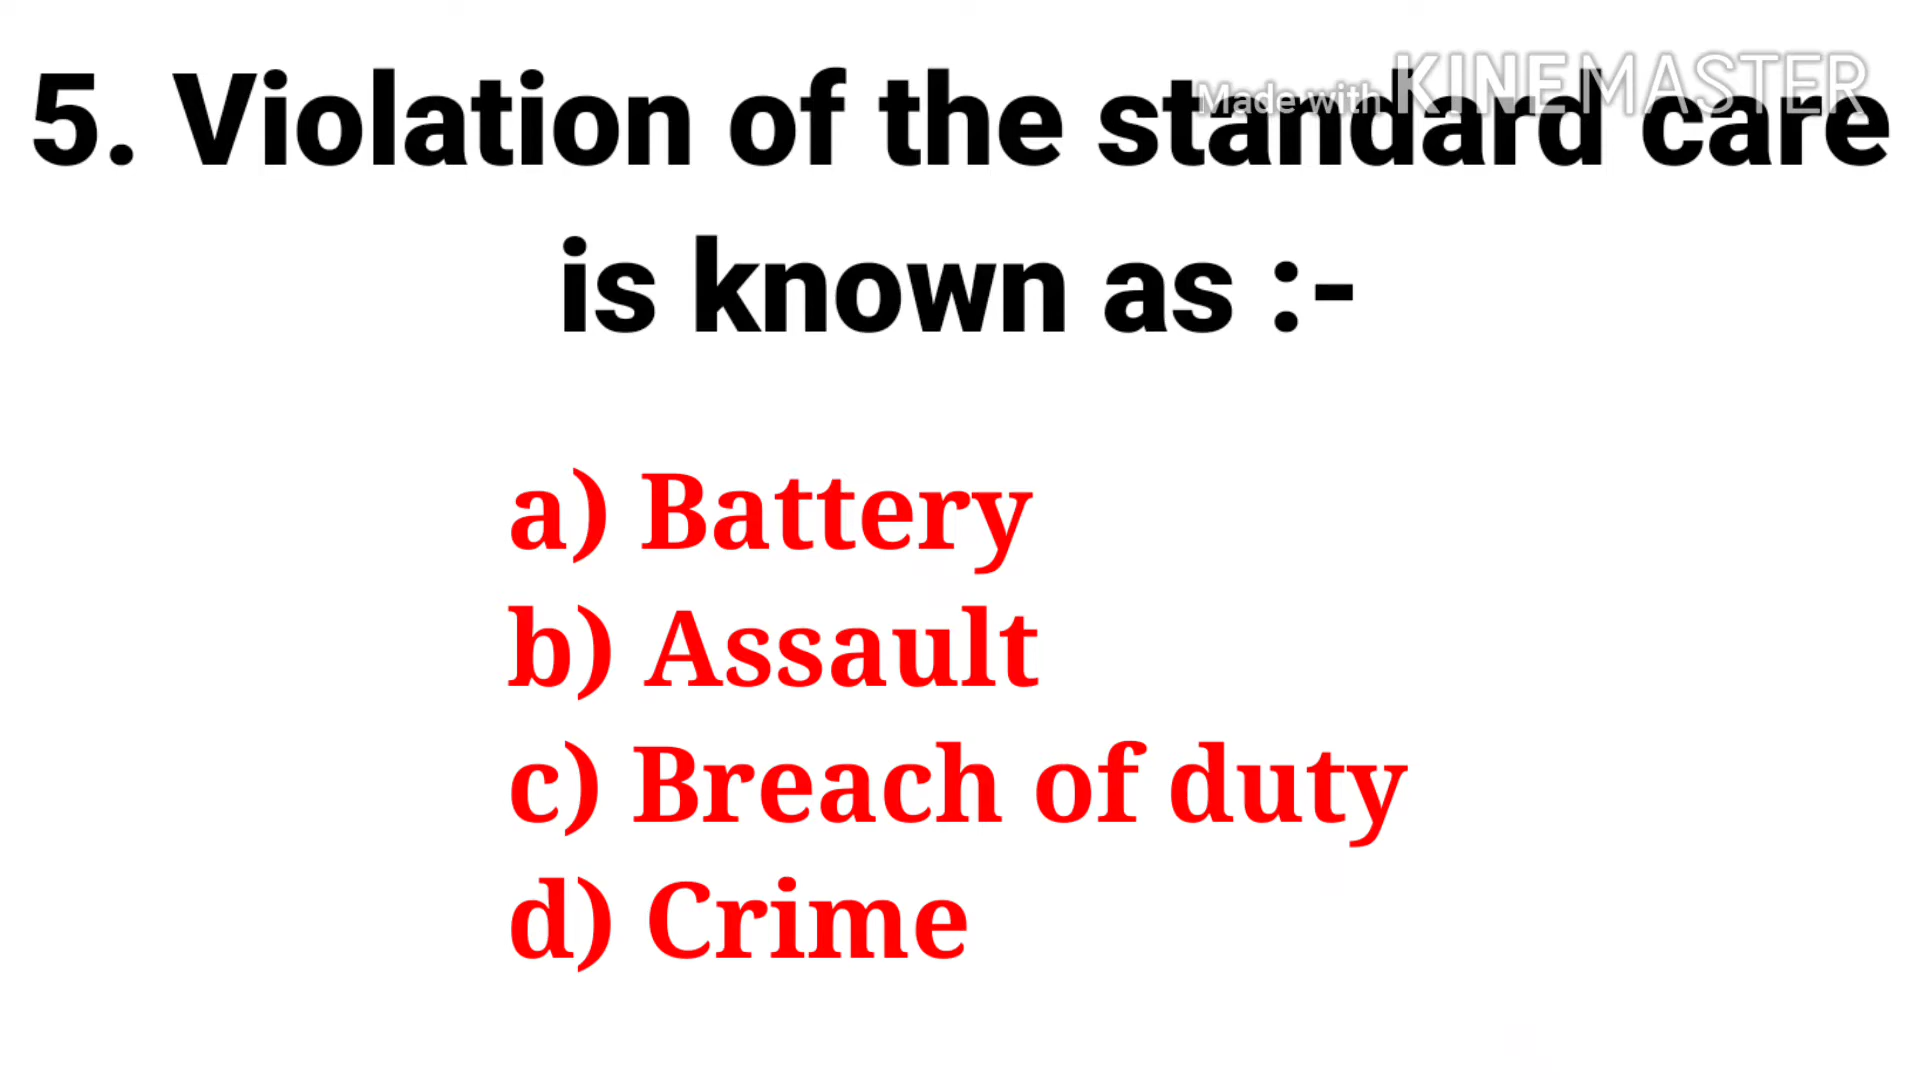 Made with KINEMASTER
5. Violation of the standard care
is known as :-
a) Battery
b) Assault
c) Breach of duty
d) Crime